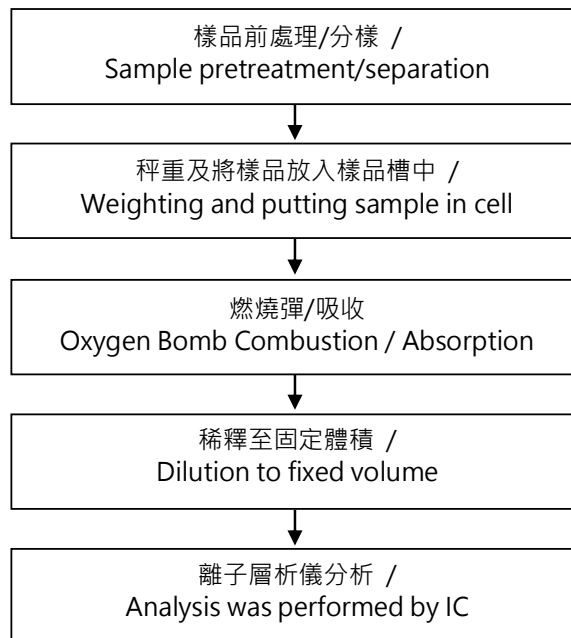 樣品前處理/分樣 /
Sample pretreatment/separation
秤重及將樣品放入樣品槽中 /
Weighting and putting sample in cell
燃燒彈/吸收
Oxygen Bomb Combustion / Absorption
稀釋至固定體積 /
Dilution to fixed volume
離子層析儀分析 /
Analysis was performed by IC